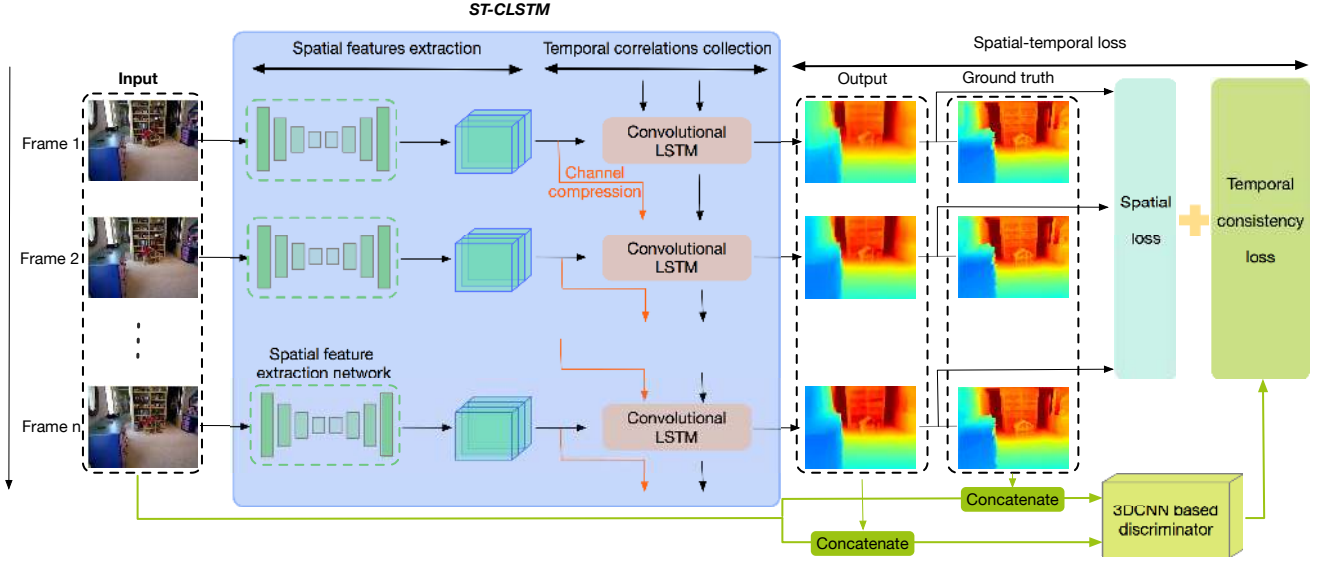 ST-CLSTM
Spatial features extraction
Temporal correlations collection
Spatial-temporal loss
Input
Output
Ground truth
Frame 1
Convolutional
LSTM
Channel
compression
Frame 2
Convolutional
LSTM
Spatial
loss
Temporal
consistency
loss
Spatial feature
extraction network
Frame n
Convolutional
LSTM
Concatenate
Concatenate
3DCNN based
discriminator